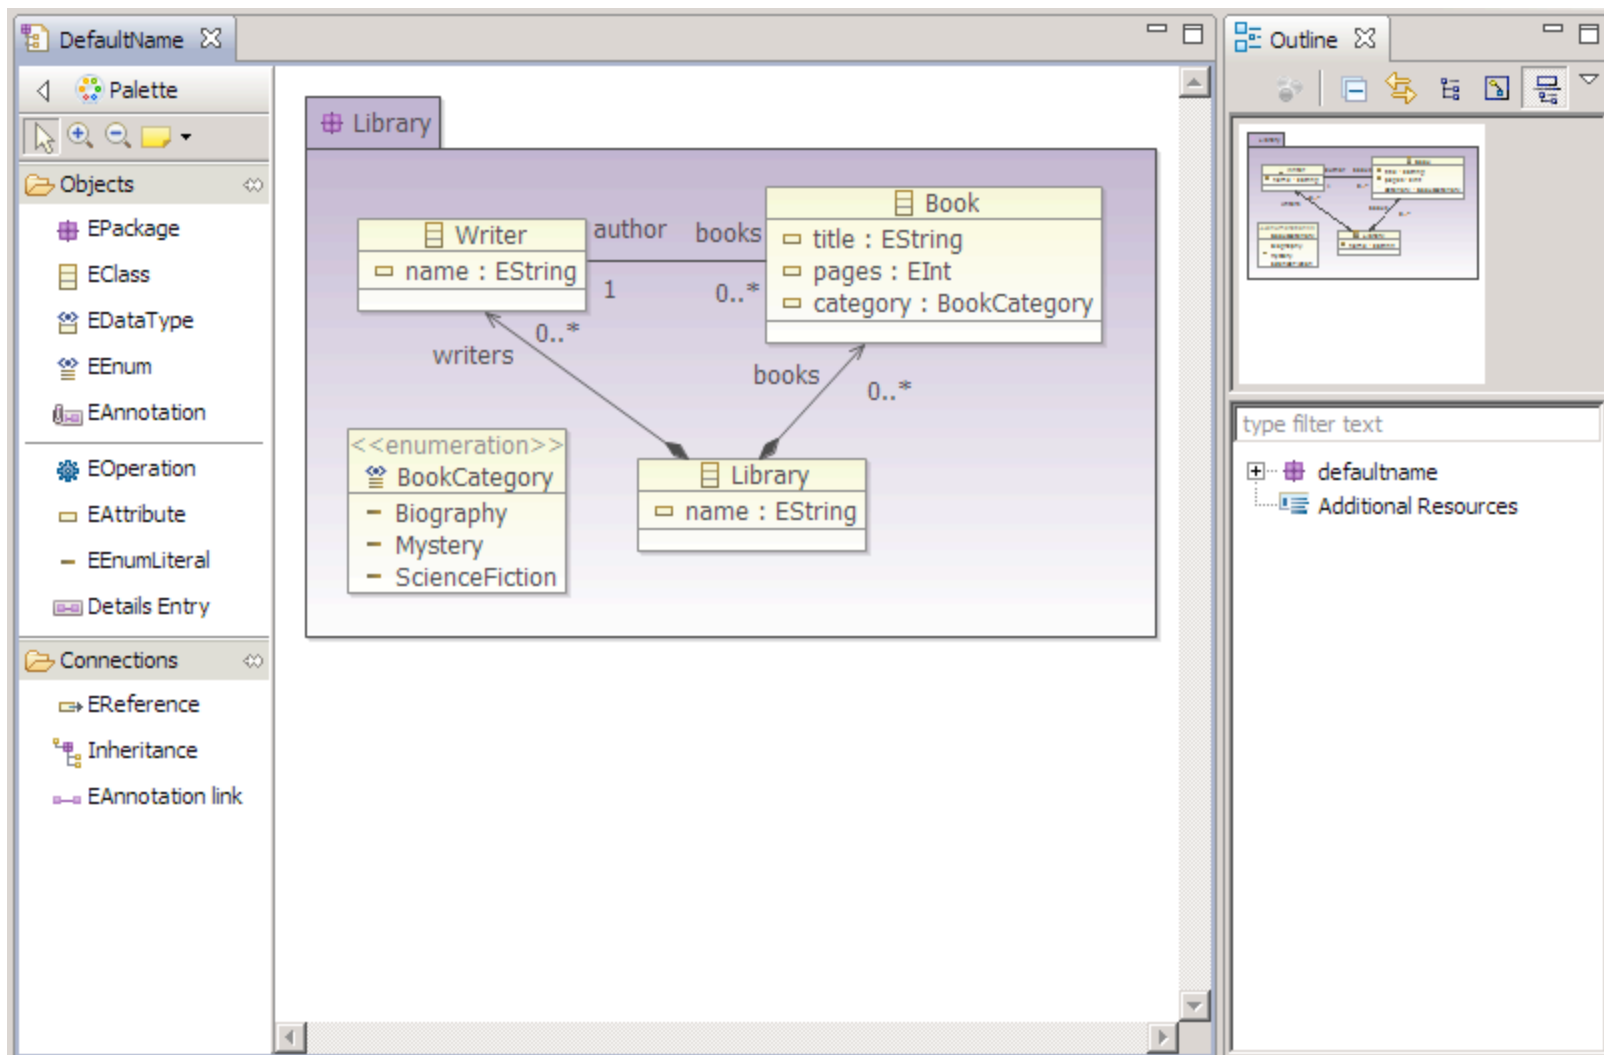 DefaultName
Palette
Objects
EPackage
EClass
EDataType
EEnum
EAnnotation
EOperation
EAttribute
EEnumLiteral
Details Entry
Connections
EReference
Inheritance
EAnnotation link
Library
Writer
name : EString
author books
1 0..*
Book
title : EString
pages : EInt
category : BookCategory
0..*
writers
books
0..*
<<enumeration>>
BookCategory
Biography
Mystery
ScienceFiction
Library
name : EString
Outline
type filter text
defaultname
Additional Resources